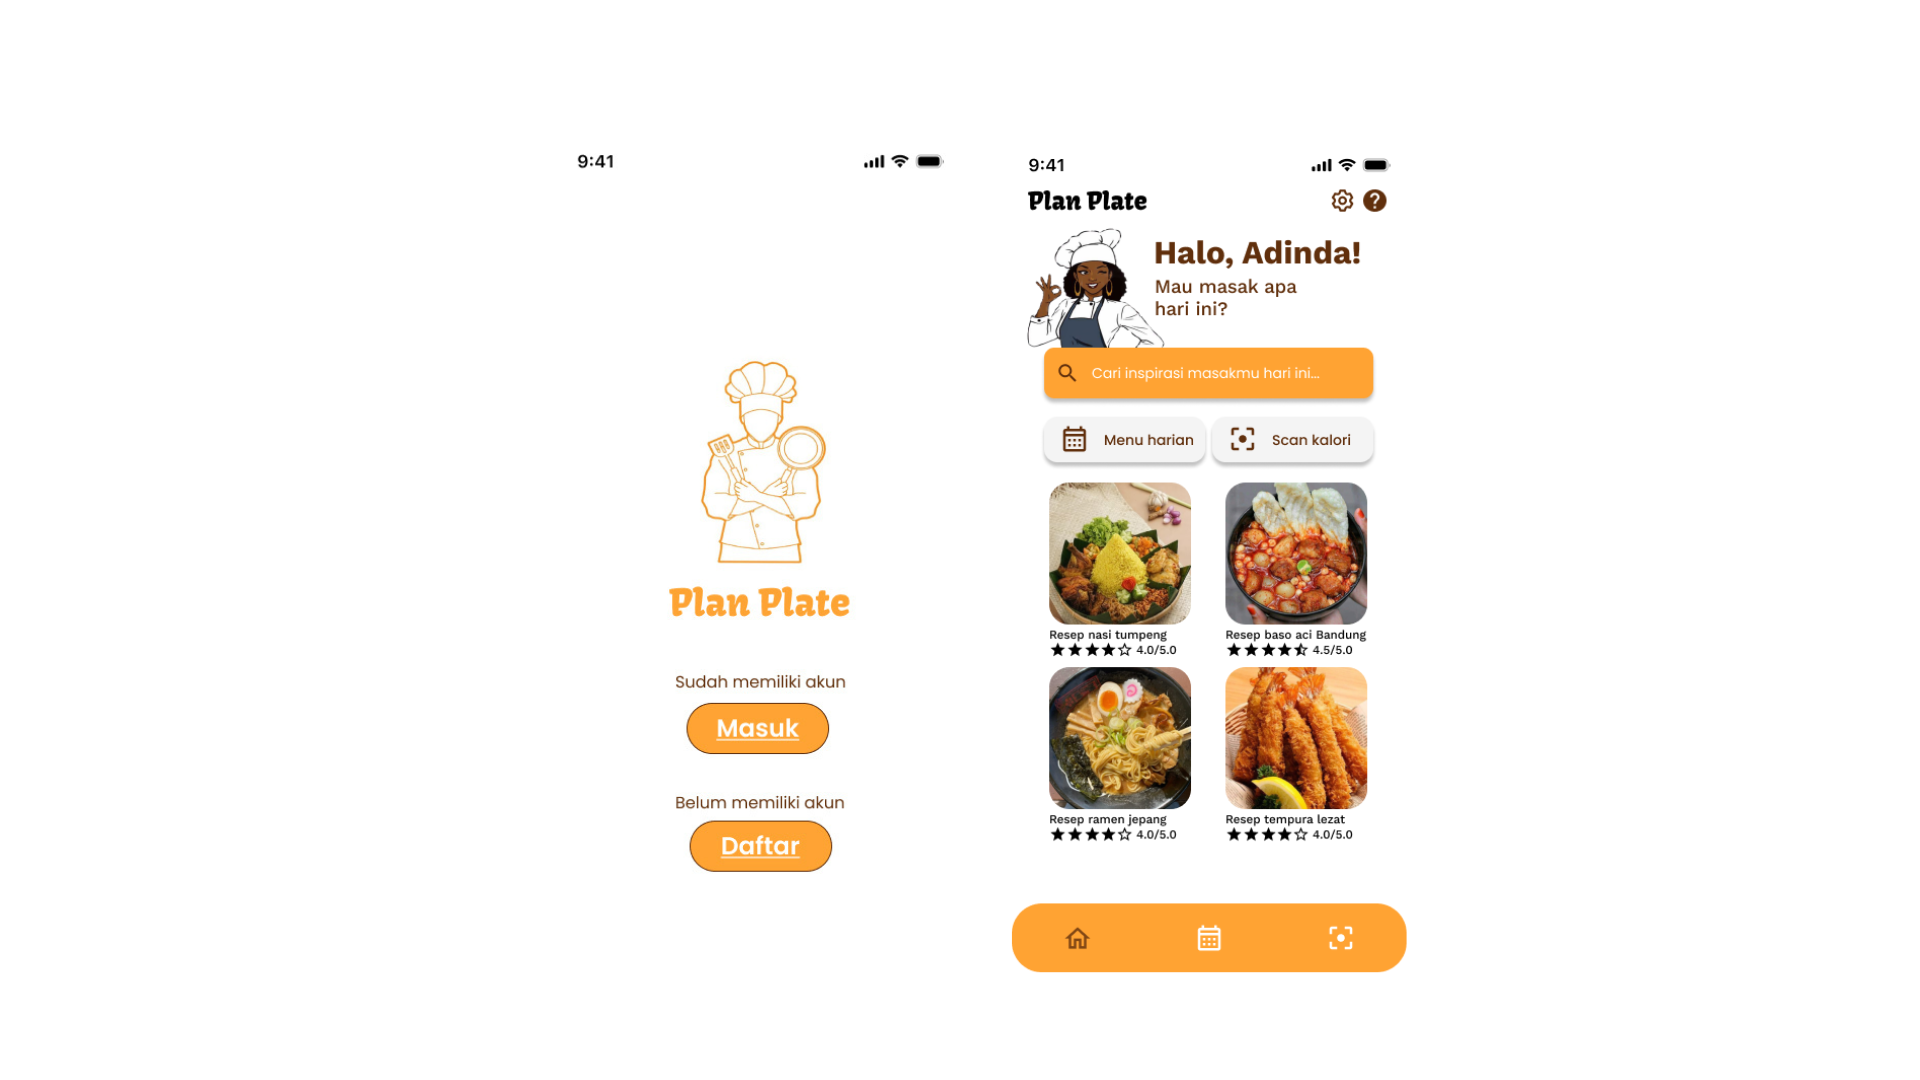 9:41
Plan Plate
Sudah memiliki akun
Masuk
Belum memiliki akun
Daftar
9:41
Plan Plate
Halo, Adinda!
Mau masak apa
hari ini?
Cari inspirasi masakmu hari ini...
Menu harian
Scan kalori
Resep nasi tumpeng
4.0/5.0
Resep baso aci Bandung
4.5/5.0
Resep ramen jepang
4.0/5.0
Resep tempura lezat
4.0/5.0